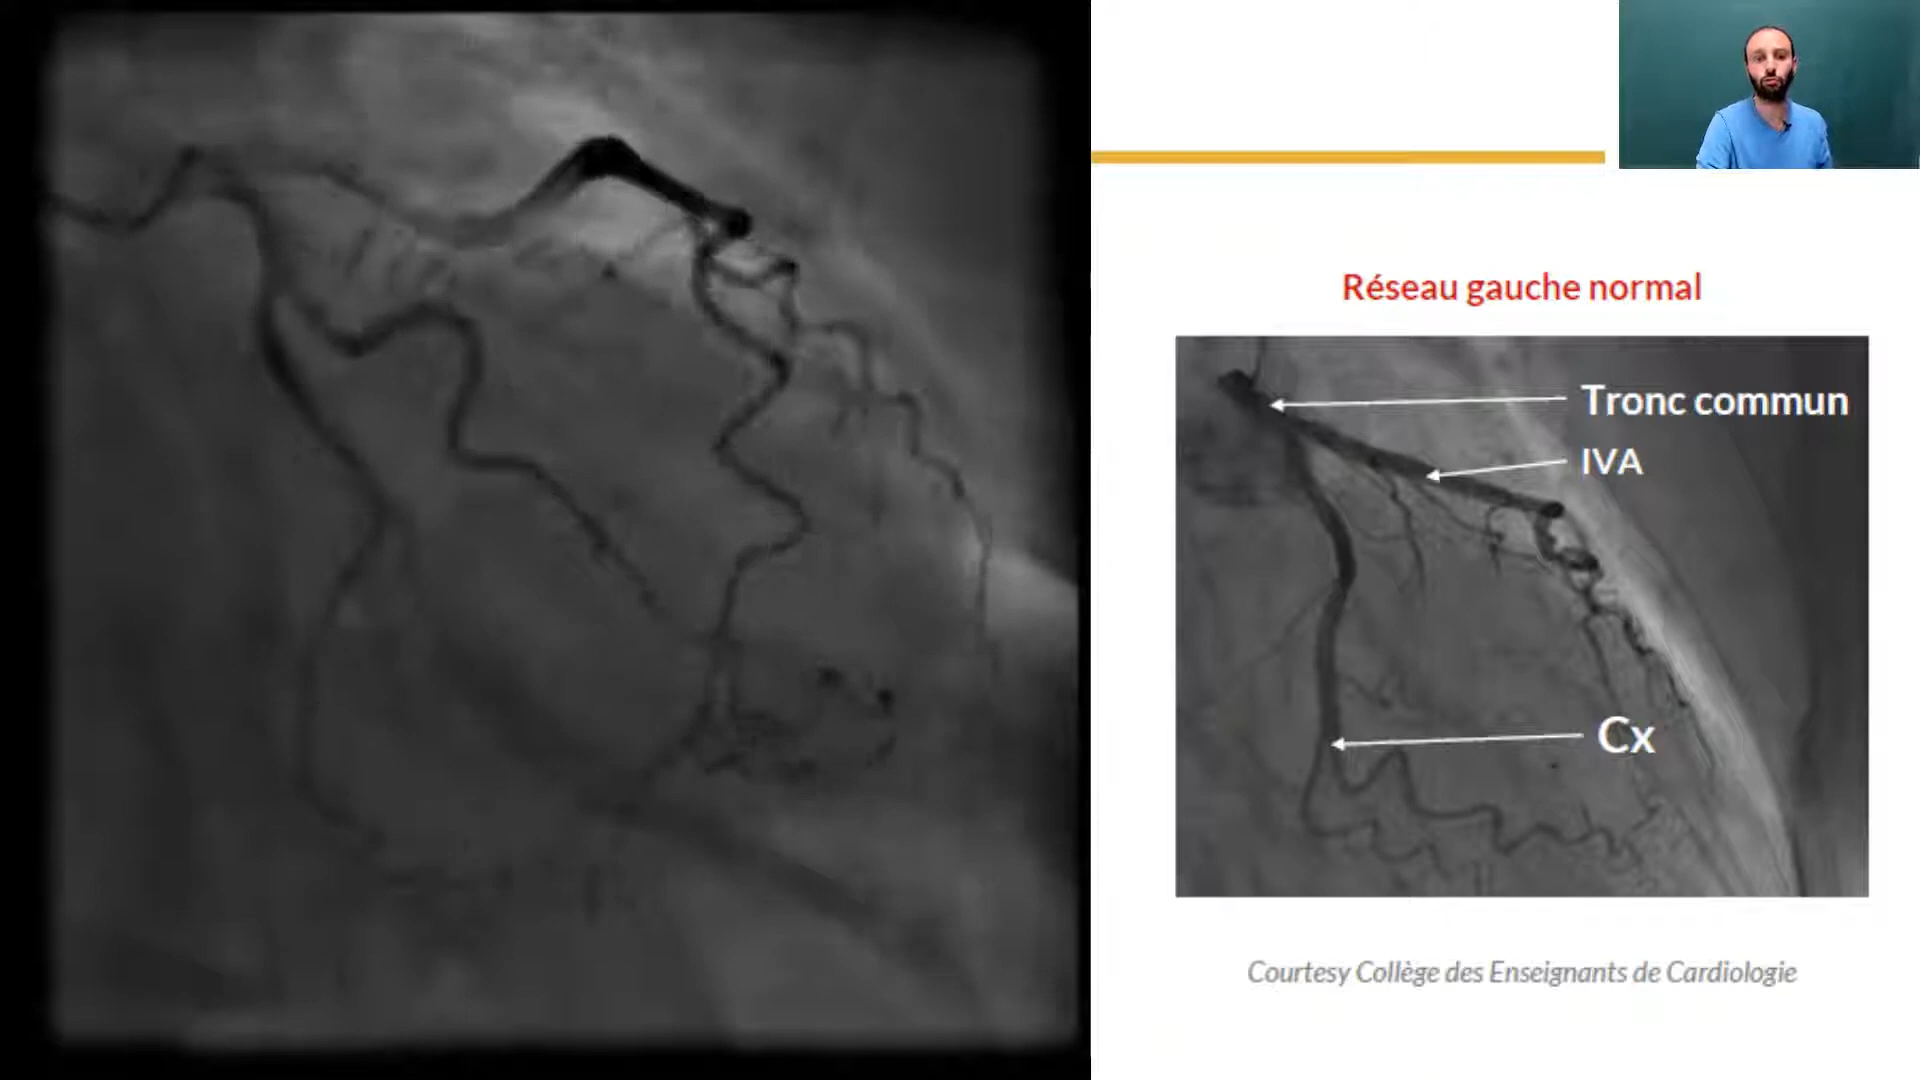 Réseau gauche normal
Tronc commun
IVA
Cx
Courtesy Collège des Enseignants de Cardiologie